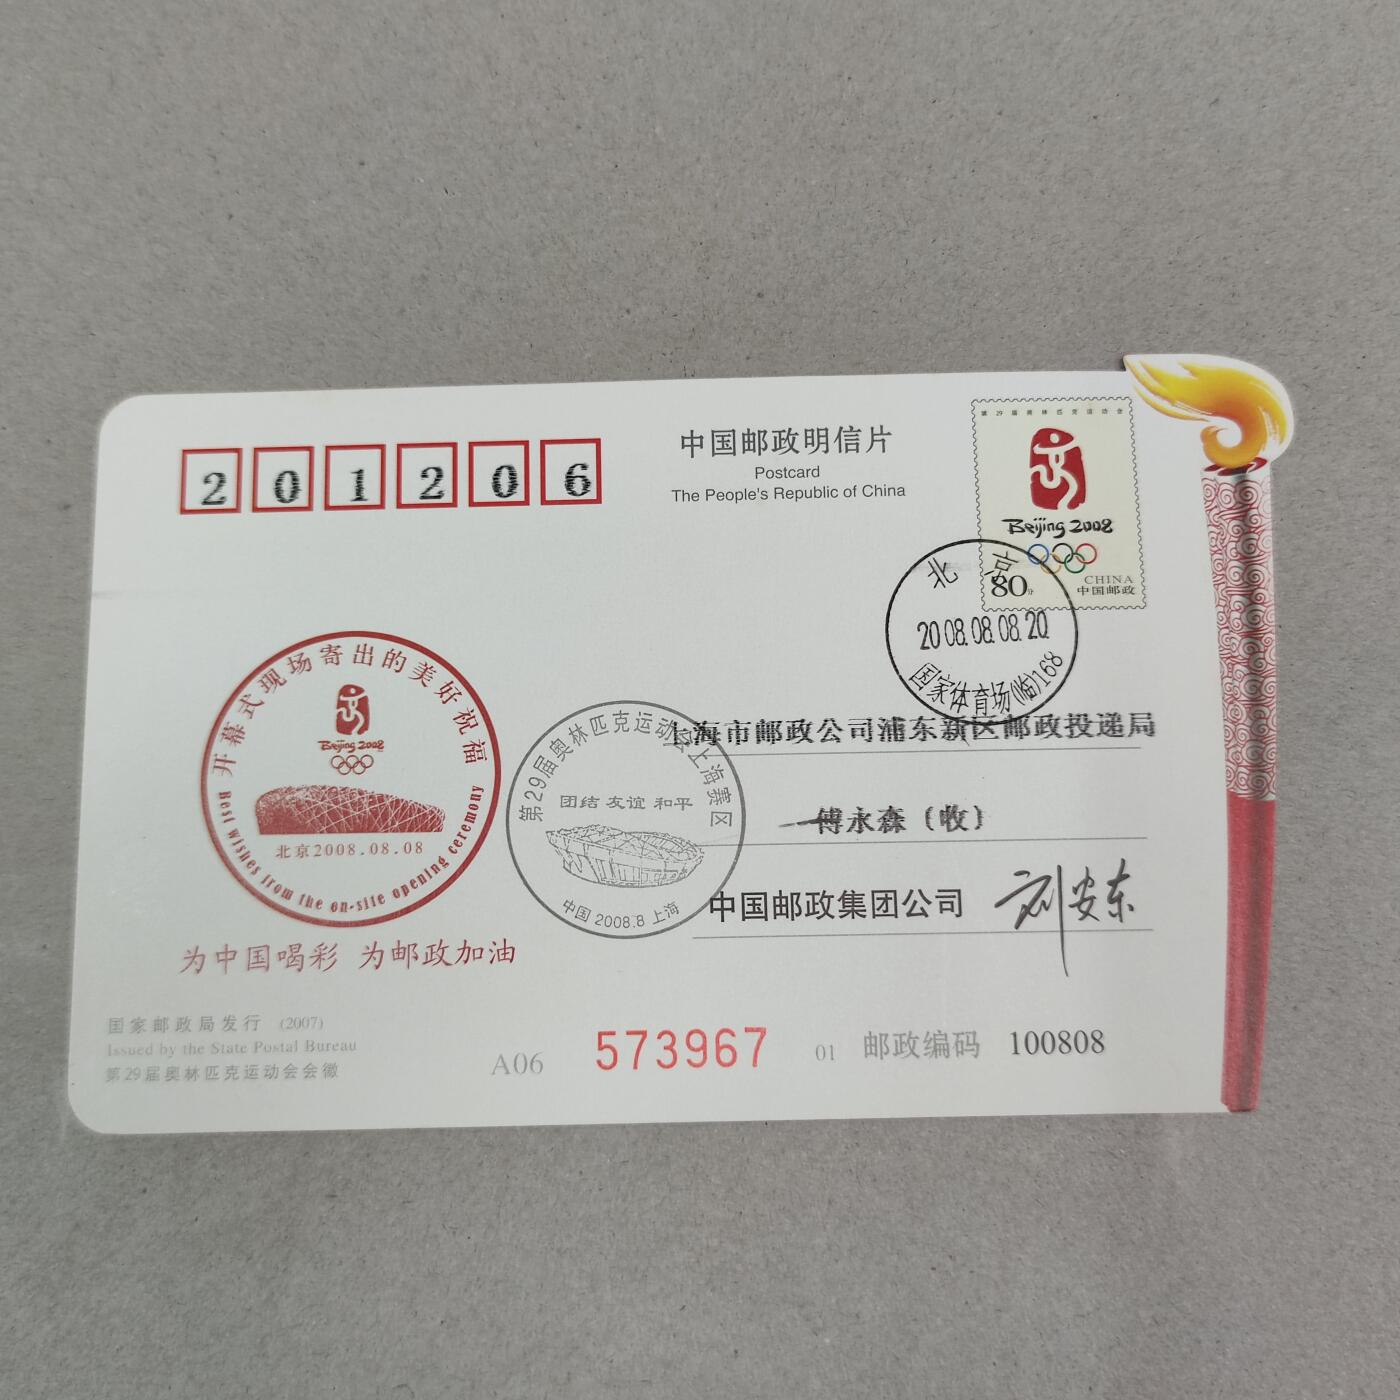 201206
中国邮政明信片
Postcard
The People's Republic of China
第29届奥林匹克运动会
Beijing 2008
80分
CHINA
中国邮政
北京
2008.08.08.20
国家体育场(临)168
开幕式现场寄出的美好祝福
Beijing 2008
北京2008.08.08
Best wishes from the on-site opening ceremony
第29届奥林匹克运动会上海赛区
团结 友谊 和平
中国 2008.8 上海
上海市邮政公司浦东新区邮政投递局
傅永森(收)
中国邮政集团公司 刘安东
为中国喝彩 为邮政加油
国家邮政局发行 (2007)
Issued by the State Postal Bureau
第29届奥林匹克运动会会徽
A06 573967 01 邮政编码 100808